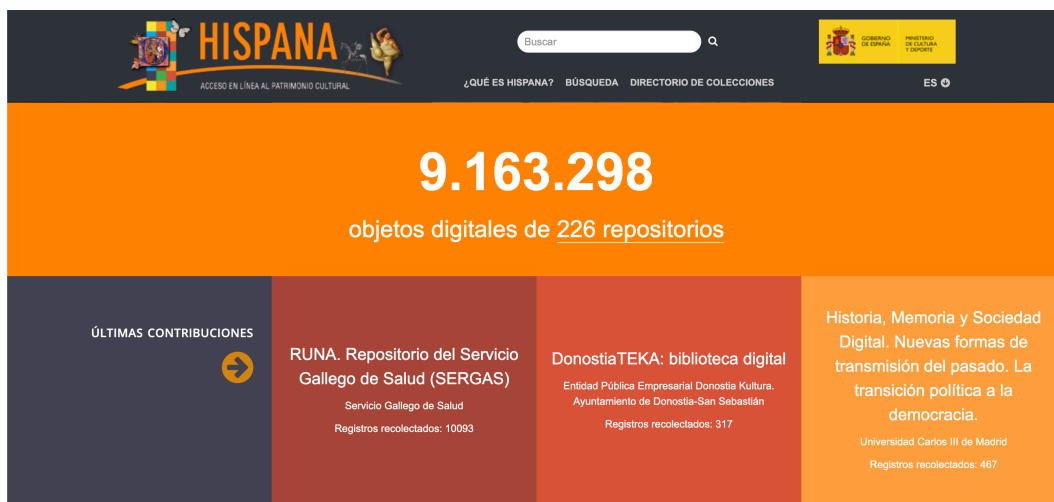 HISPANA
ACCESO EN LÍNEA AL PATRIMONIO CULTURAL
Buscar
GOBIERNO
DE ESPAÑA
MINISTERIO
DE CULTURA
Y DEPORTE
¿QUÉ ES HISPANA? BÚSQUEDA DIRECTORIO DE COLECCIONES
ES
9.163.298
objetos digitales de 226 repositorios
ÚLTIMAS CONTRIBUCIONES
RUNA. Repositorio del Servicio
Gallego de Salud (SERGAS)
Servicio Gallego de Salud
Registros recolectados: 10093
DonostiaTEKA: biblioteca digital
Entidad Pública Empresarial Donostia Kultura.
Ayuntamiento de Donostia-San Sebastián
Registros recolectados: 317
Historia, Memoria y Sociedad
Digital. Nuevas formas de
transmisión del pasado. La
transición política a la
democracia.
Universidad Carlos III de Madrid
Registros recolectados: 467